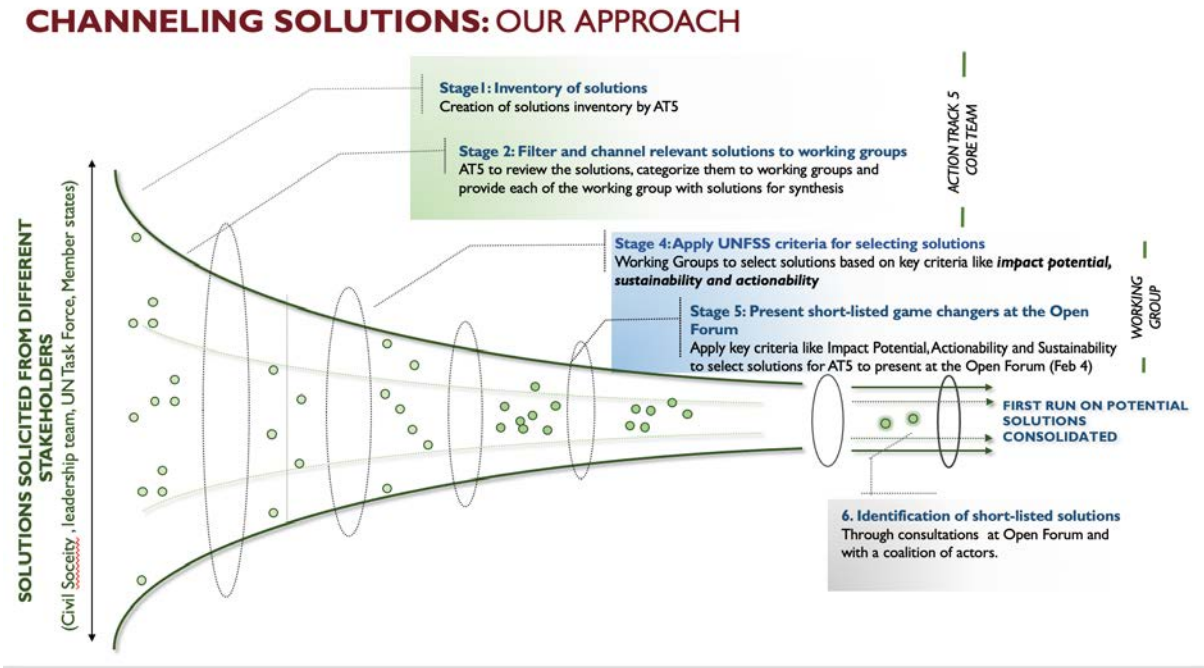 CHANNELING SOLUTIONS: OUR APPROACH
Stage1: Inventory of solutions
Creation of solutions inventory by AT5
Stage 2: Filter and channel relevant solutions to working groups
AT5 to review the solutions, categorize them to working groups and
provide each of the working group with solutions for synthesis
ACTION TRACK 5
CORE TEAM
SOLUTIONS SOLICITED FROM DIFFERENT
STAKEHOLDERS
(Civil Soceity , leadership team, UN Task Force, Member states)
Stage 4: Apply UNFSS criteria for selecting solutions
Working Groups to select solutions based on key criteria like impact potential,
sustainability and actionability
Stage 5: Present short-listed game changers at the Open
Forum
Apply key criteria like Impact Potential, Actionability and Sustainability
to select solutions for AT5 to present at the Open Forum (Feb 4)
WORKING
GROUP
FIRST RUN ON POTENTIAL
SOLUTIONS
CONSOLIDATED
6. Identification of short-listed solutions
Through consultations at Open Forum and
with a coalition of actors.